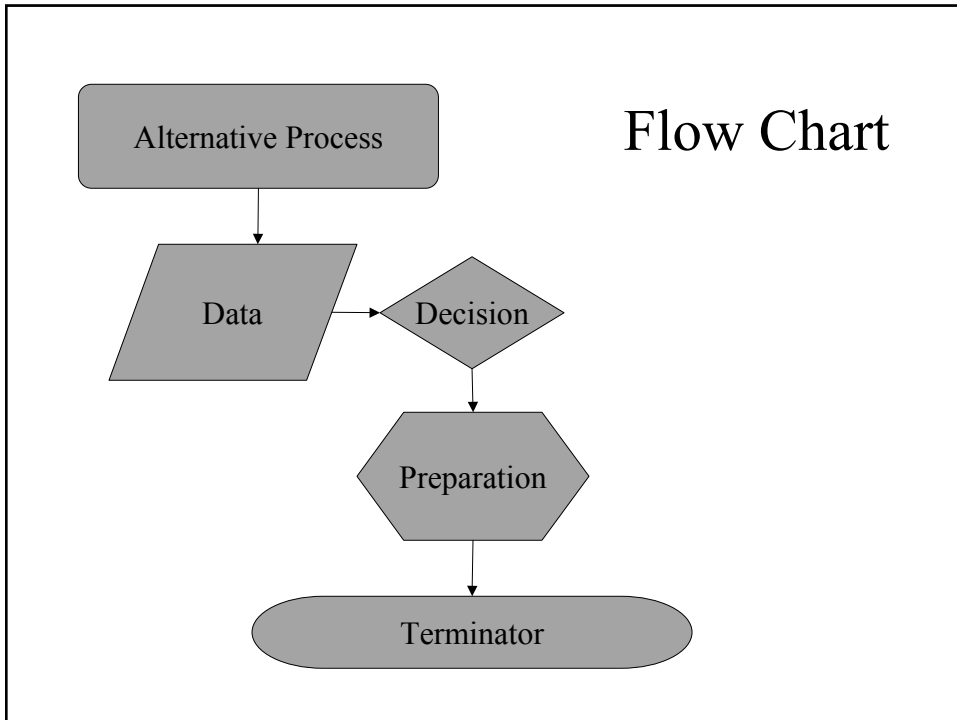 Flow Chart
Alternative Process
Data
Decision
Preparation
Terminator